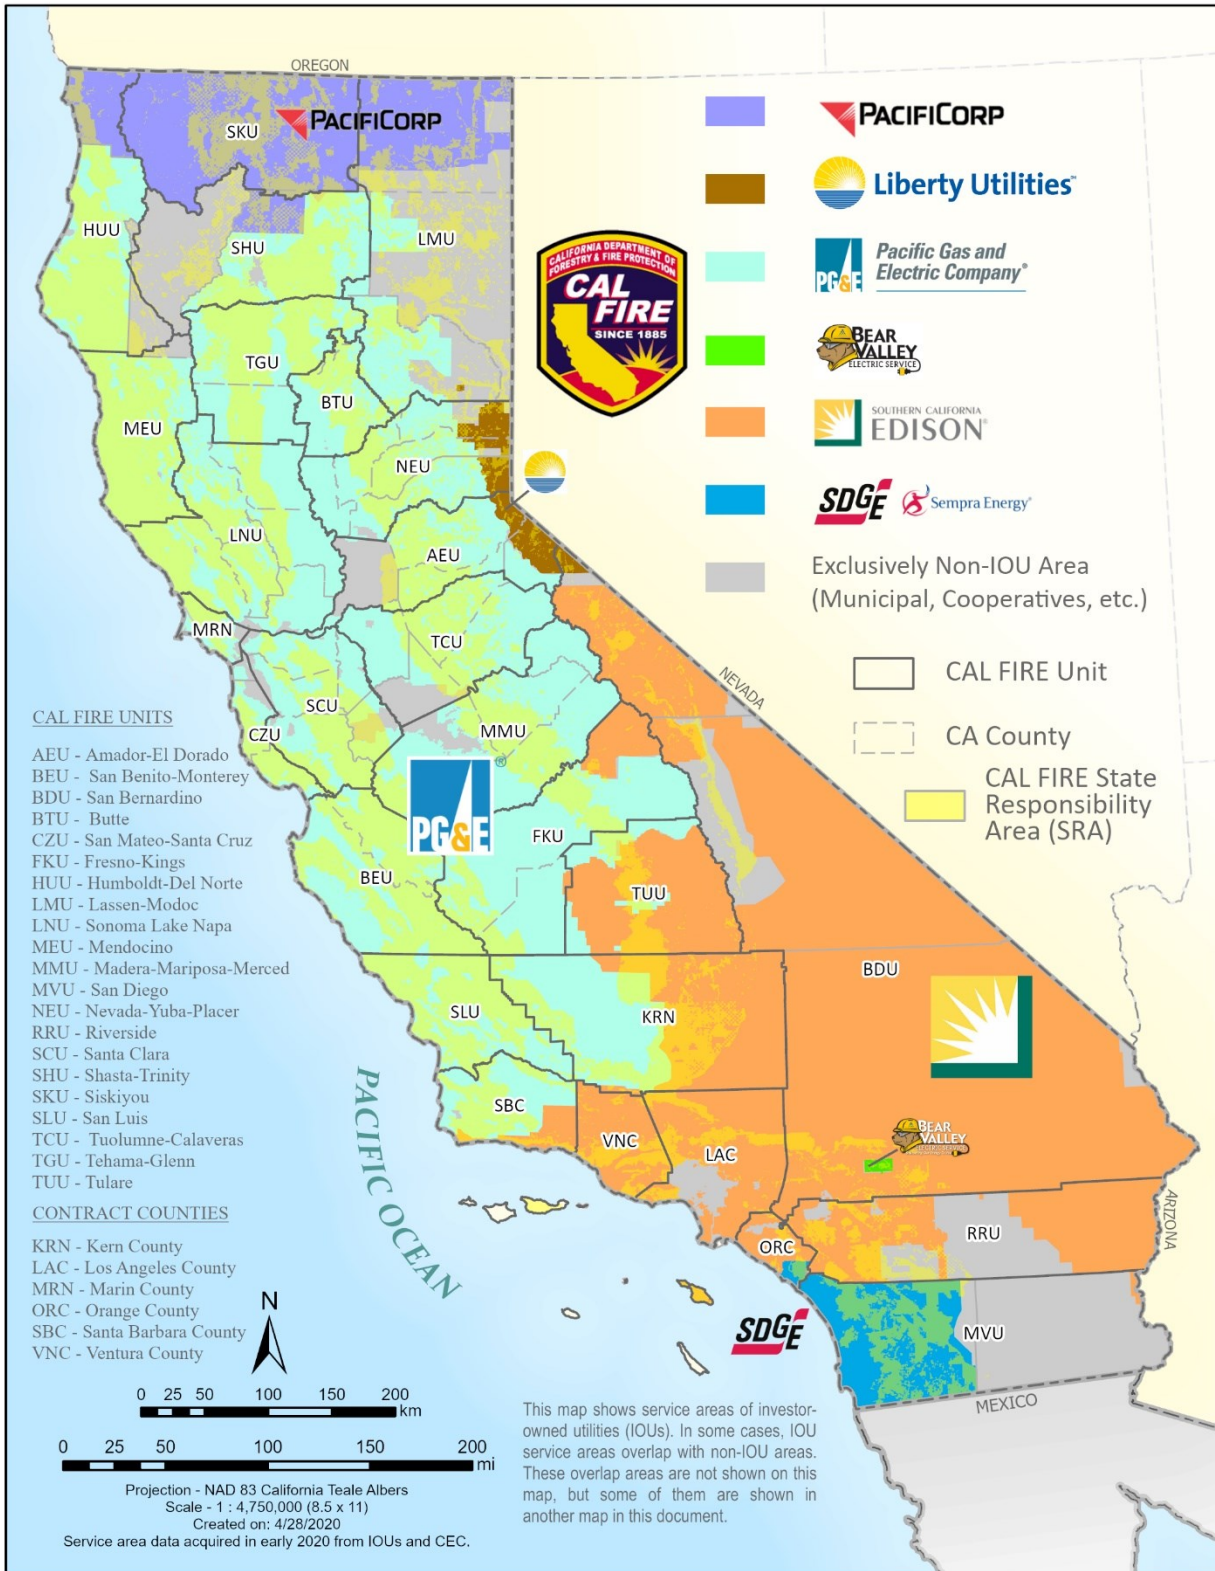 OREGON
PACIFICORP
SKU
PACIFICORP
Liberty Utilities
HUU
SHU
LMU
CALIFORNIA DEPARTMENT OF
FORESTRY & FIRE PROTECTION
CAL
FIRE
SINCE 1885
PG&E
Pacific Gas and
Electric Company®
BEAR
VALLEY
ELECTRIC SERVICE
TGU
BTU
MEU
NEU
SOUTHERN CALIFORNIA
EDISON®
SDGE
Sempra Energy®
LNU
AEU
Exclusively Non-IOU Area
(Municipal, Cooperatives, etc.)
MRN
TCU
NEVADA
CAL FIRE Unit
SCU
CZU
MMU
CA County
CAL FIRE State
Responsibility
Area (SRA)
PG&E
®
FKU
BEU
TUU
BDU
SLU
KRN
SBC
VNC
LAC
BEAR
VALLEY
ARIZONA
ORC
RRU
SDGE
MVU
MEXICO
PACIFIC OCEAN
CAL FIRE UNITS
AEU - Amador-El Dorado
BEU - San Benito-Monterey
BDU - San Bernardino
BTU - Butte
CZU - San Mateo-Santa Cruz
FKU - Fresno-Kings
HUU - Humboldt-Del Norte
LMU - Lassen-Modoc
LNU - Sonoma Lake Napa
MEU - Mendocino
MMU - Madera-Mariposa-Merced
MVU - San Diego
NEU - Nevada-Yuba-Placer
RRU - Riverside
SCU - Santa Clara
SHU - Shasta-Trinity
SKU - Siskiyou
SLU - San Luis
TCU - Tuolumne-Calaveras
TGU - Tehama-Glenn
TUU - Tulare
CONTRACT COUNTIES
KRN - Kern County
LAC - Los Angeles County
MRN - Marin County
ORC - Orange County
SBC - Santa Barbara County
VNC - Ventura County
N
0 25 50 100 150 200
km
0 25 50 100 150 200
mi
Projection - NAD 83 California Teale Albers
Scale - 1 : 4,750,000 (8.5 x 11)
Created on: 4/28/2020
Service area data acquired in early 2020 from IOUs and CEC.
This map shows service areas of investor-
owned utilities (IOUs). In some cases, IOU
service areas overlap with non-IOU areas.
These overlap areas are not shown on this
map, but some of them are shown in
another map in this document.